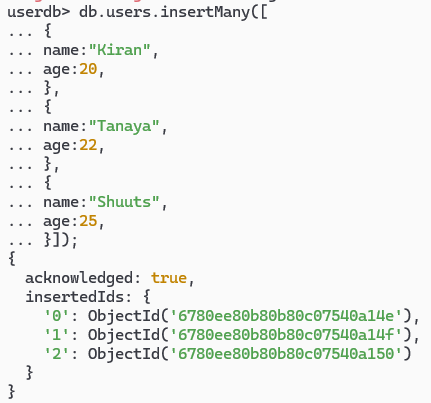 userdb> db.users.insertMany([
... {
... name:"Kiran",
... age:20,
... },
... {
... name:"Tanaya",
... age:22,
... },
... {
... name:"Shuuts",
... age:25,
... }]);
{
  acknowledged: true,
  insertedIds: {
    '0': ObjectId('6780ee80b80b80c07540a14e'),
    '1': ObjectId('6780ee80b80b80c07540a14f'),
    '2': ObjectId('6780ee80b80b80c07540a150')
  }
}